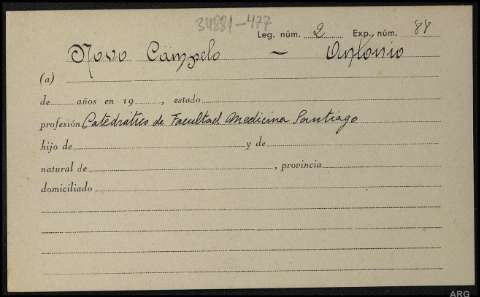 34881-477
Leg. núm. 2 Exp. núm. 88
Novo Campelo - Antonio
(a)
de años en 19 , estado
profesión Catedrático de Facultad Medicina Santiago
hijo de y de
natural de , provincia
domiciliado
ARG